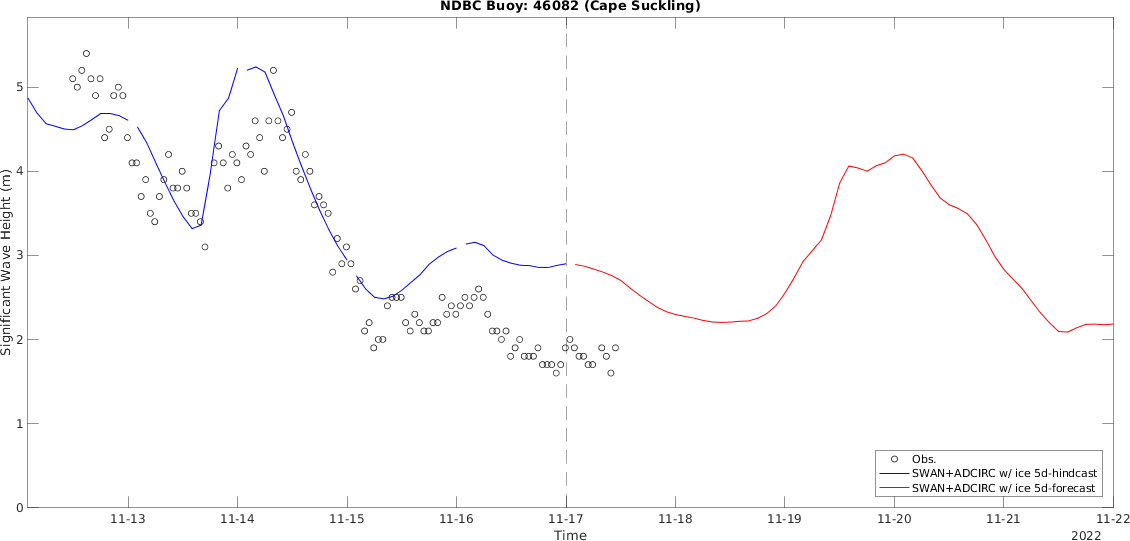 NDBC Buoy: 46082 (Cape Suckling)
Significant Wave Height (m)
5
4
3
2
1
0
Obs.
SWAN+ADCIRC w/ ice 5d-hindcast
SWAN+ADCIRC w/ ice 5d-forecast
11-13 11-14 11-15 11-16 11-17 11-18 11-19 11-20 11-21 11-22
Time
2022